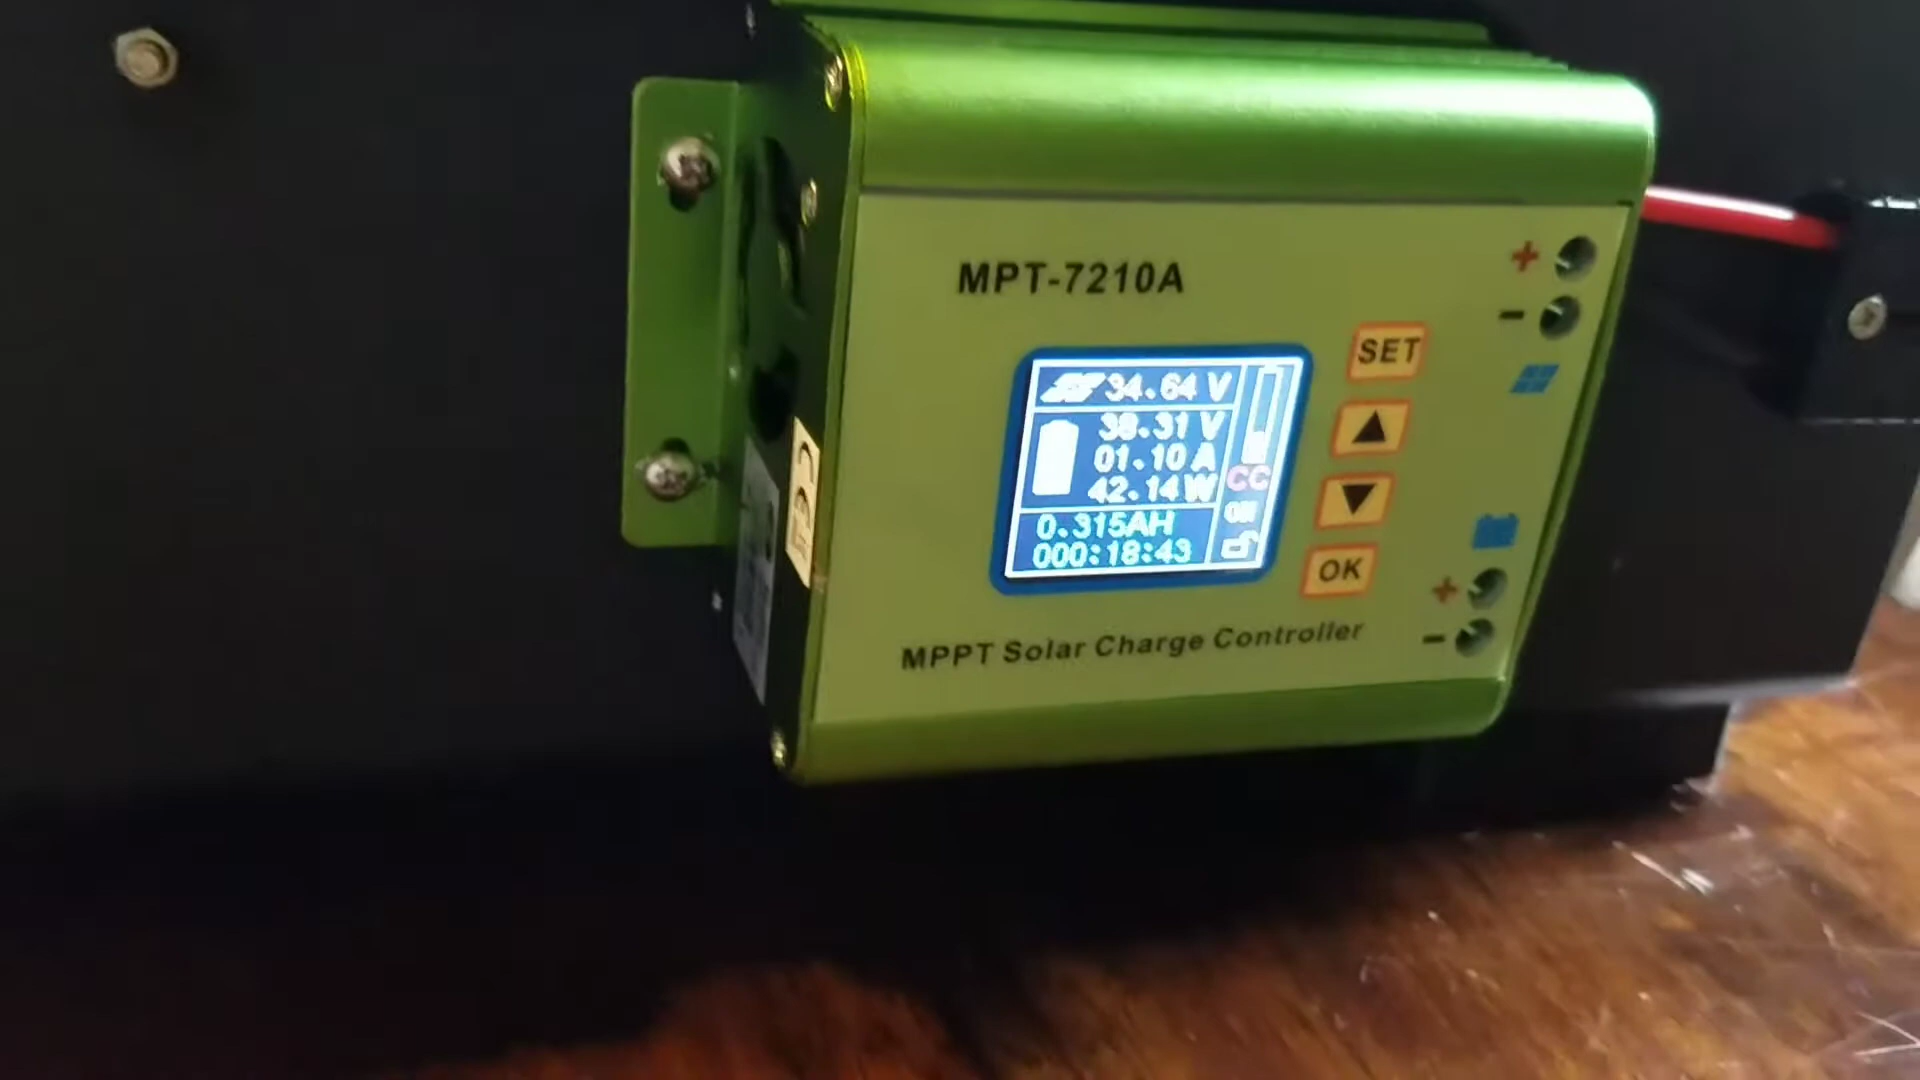 MPT-7210A
+
-
SET
34.64 V
38.31 V
01.10 A
42.14 W
CC
ON
0.315AH
000:18:43
OK
+
-
MPPT Solar Charge Controller